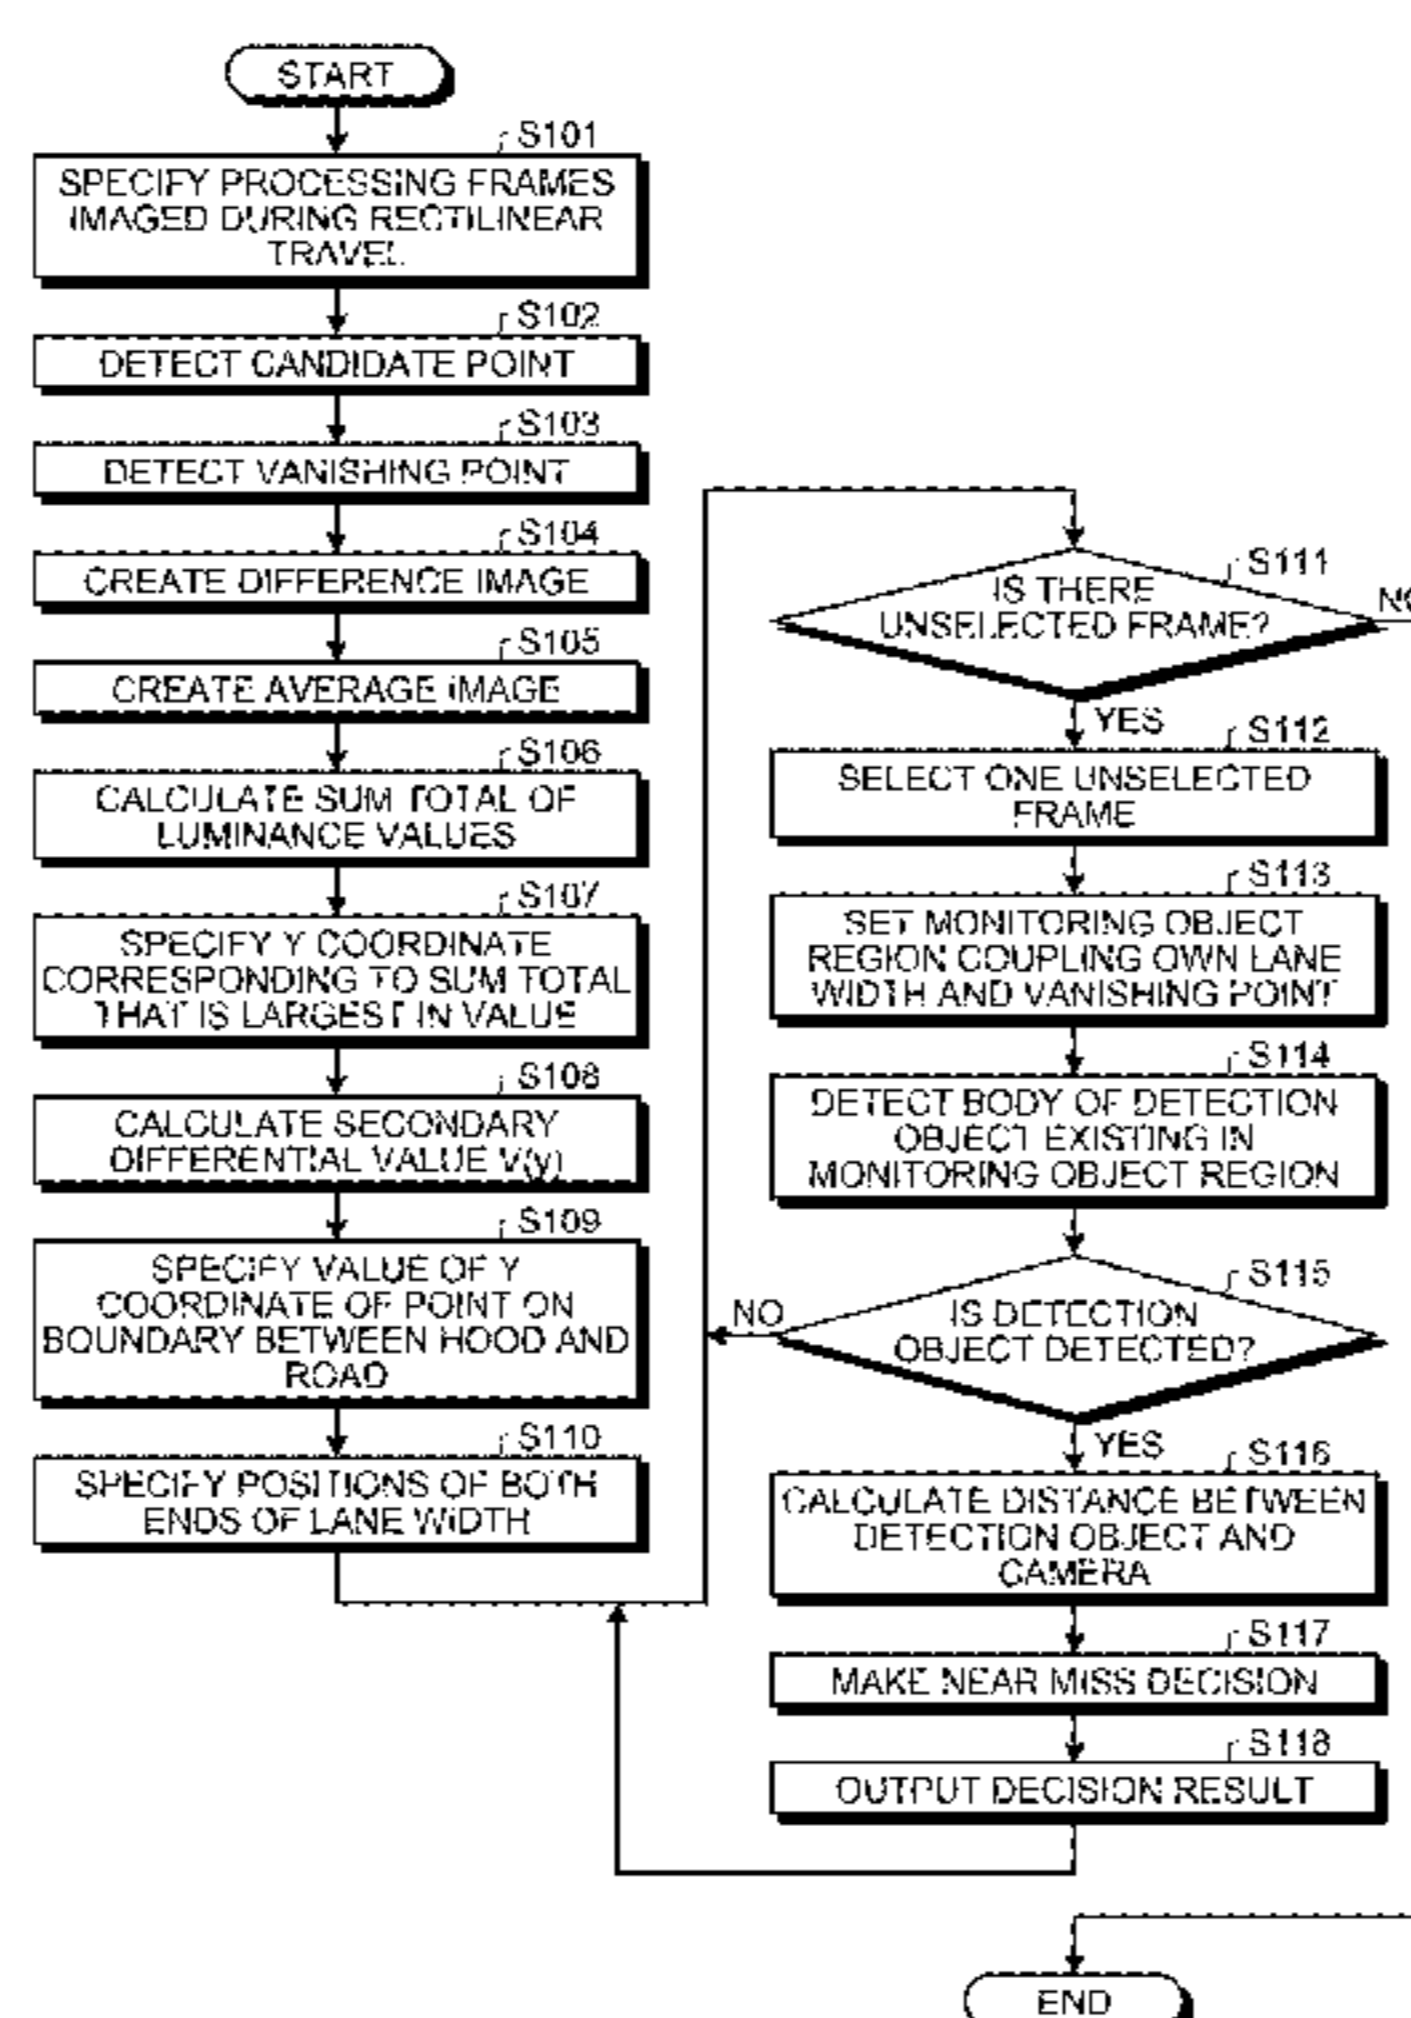 START
S101
SPECIFY PROCESSING FRAMES
IMAGED DURING RECTILINEAR
TRAVEL
S102
DETECT CANDIDATE POINT
S103
DETECT VANISHING POINT
S104
CREATE DIFFERENCE IMAGE
S105
CREATE AVERAGE IMAGE
S106
CALCULATE SUM TOTAL OF
LUMINANCE VALUES
S107
SPECIFY Y COORDINATE
CORRESPONDING TO SUM TOTAL
THAT IS LARGEST IN VALUE
S108
CALCULATE SECONDARY
DIFFERENTIAL VALUE V(y)
S109
SPECIFY VALUE OF Y
COORDINATE OF POINT ON
BOUNDARY BETWEEN HOOD AND
ROAD
S110
SPECIFY POSITIONS OF BOTH
ENDS OF LANE WIDTH
S111
IS THERE
UNSELECTED FRAME?
NO
YES
S112
SELECT ONE UNSELECTED
FRAME
S113
SET MONITORING OBJECT
REGION COUPLING OWN LANE
WIDTH AND VANISHING POINT
S114
DETECT BODY OF DETECTION
OBJECT EXISTING IN
MONITORING OBJECT REGION
S115
IS DETECTION
OBJECT DETECTED?
NO
YES
S116
CALCULATE DISTANCE BETWEEN
DETECTION OBJECT AND
CAMERA
S117
MAKE NEAR MISS DECISION
S118
OUTPUT DECISION RESULT
END